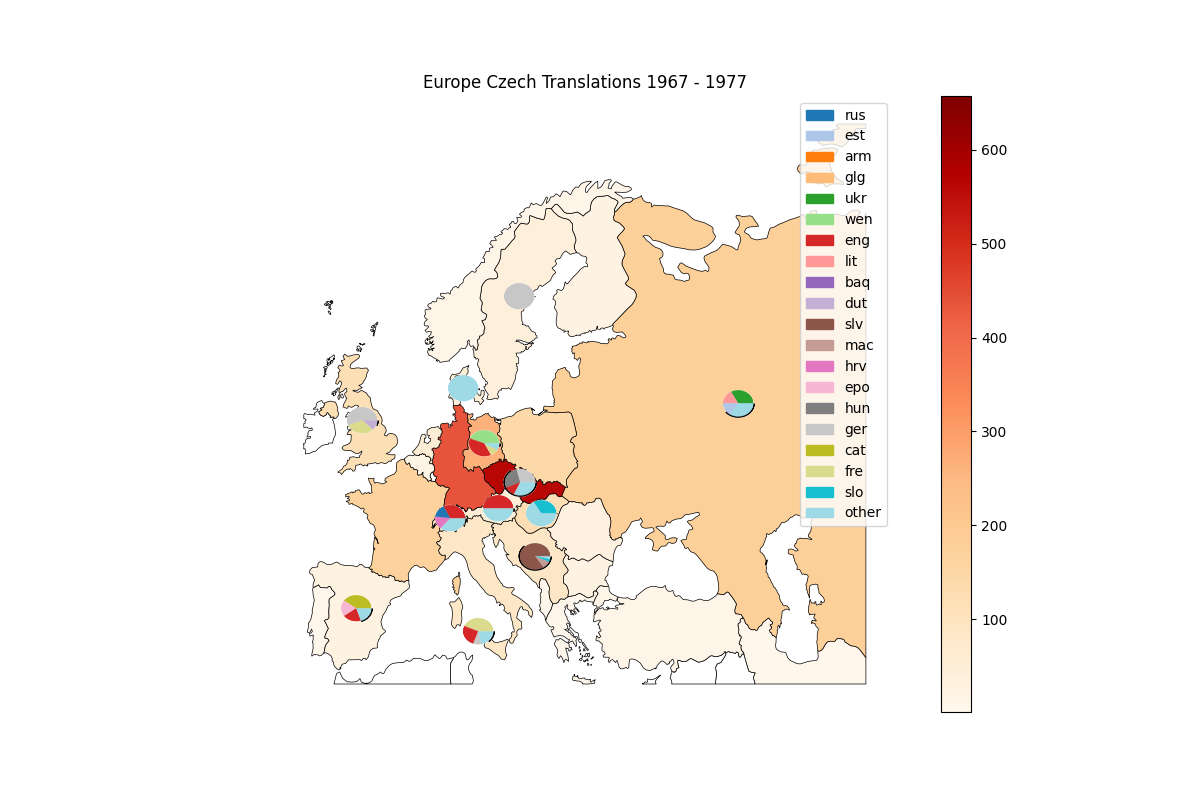 Europe Czech Translations 1967 - 1977
rus
est
arm
glg
ukr
wen
eng
lit
baq
dut
slv
mac
hrv
epo
hun
ger
cat
fre
slo
other
600
500
400
300
200
100